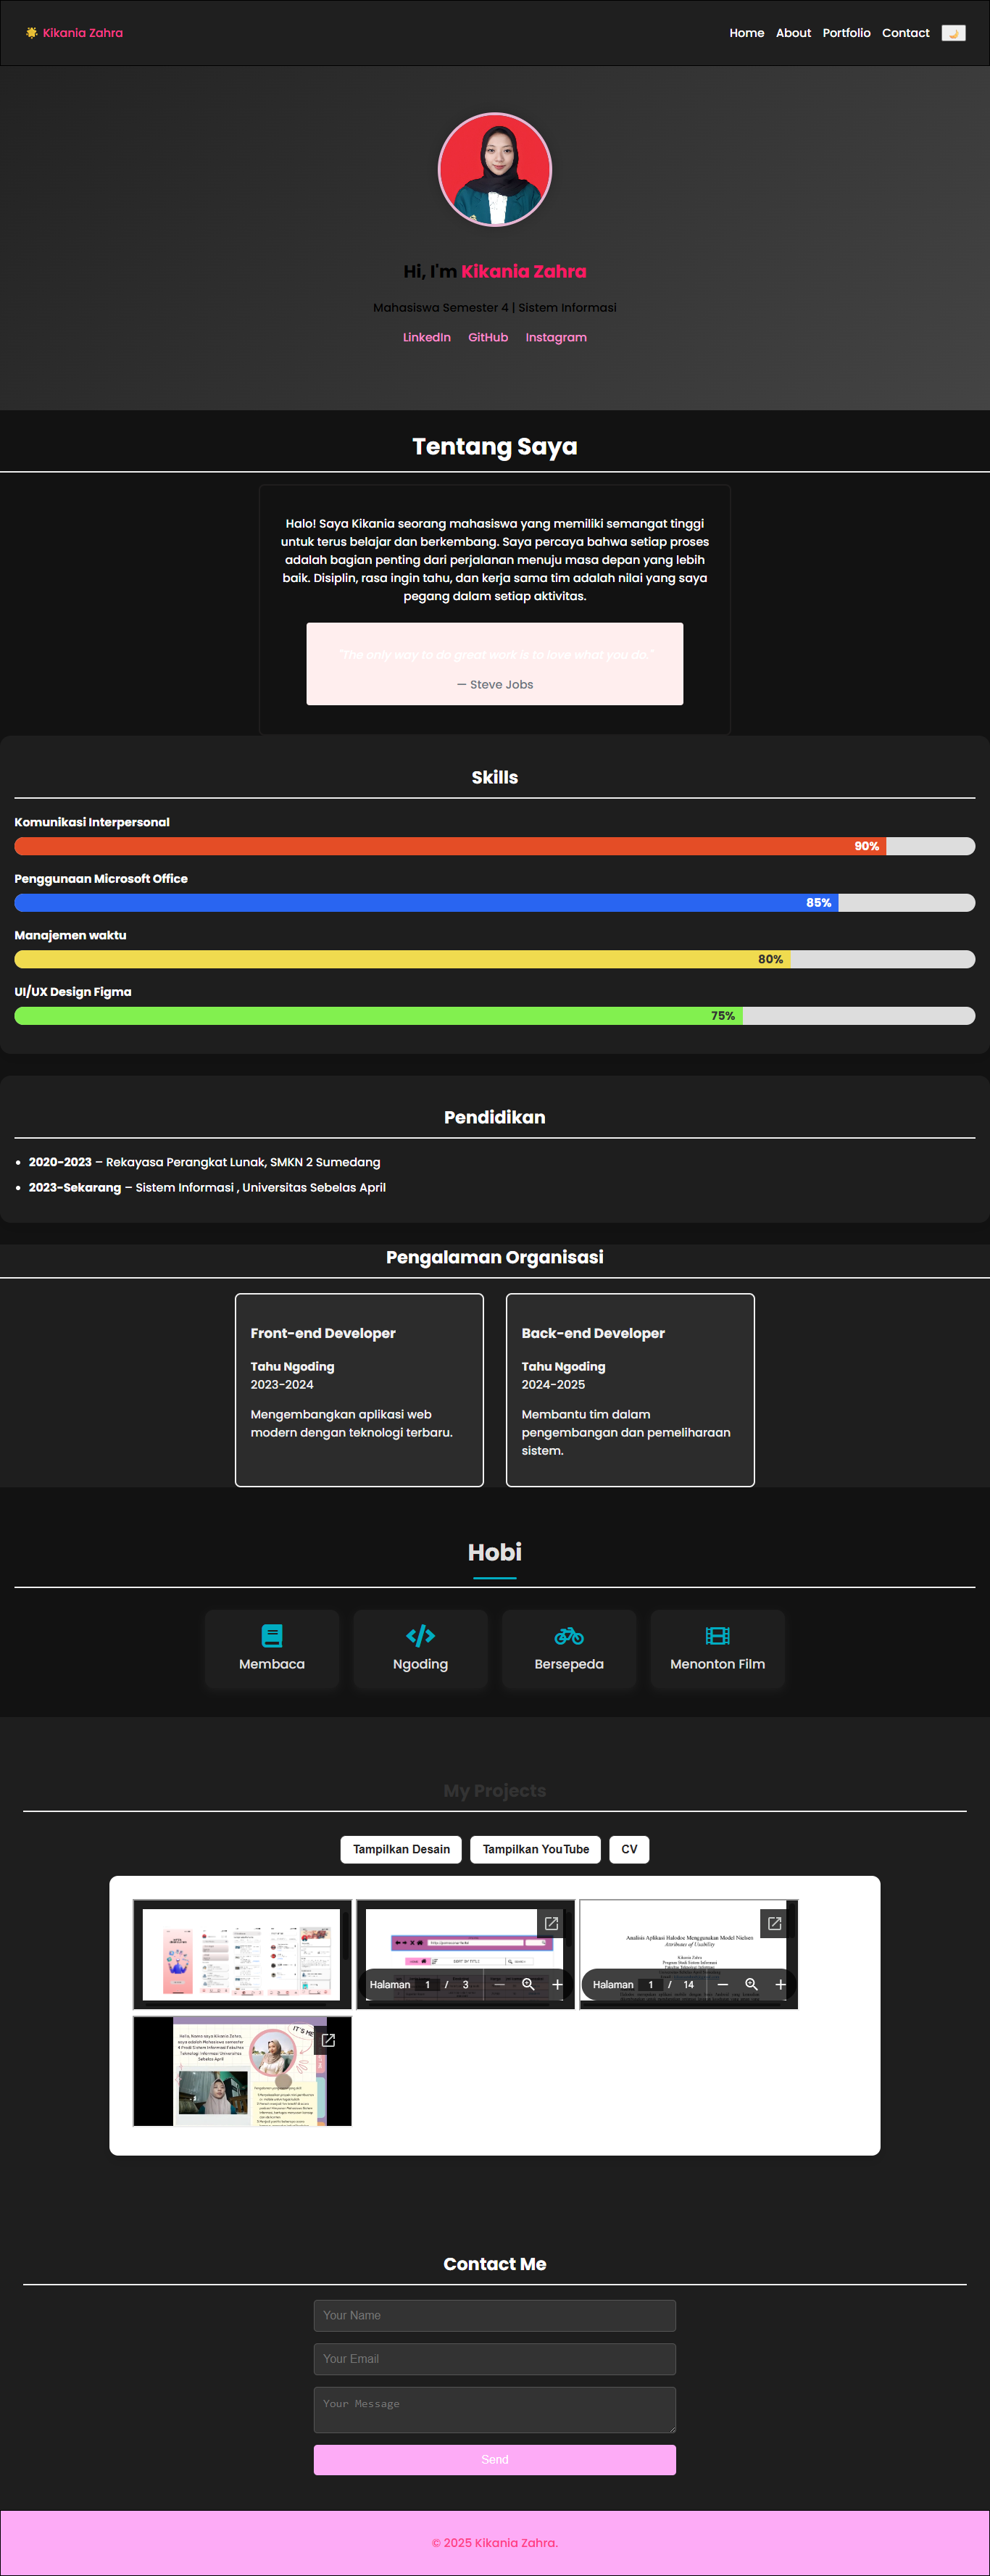 🌟 Kikania Zahra
Home About Portfolio Contact 🌙
Hi, I'm Kikania Zahra
Mahasiswa Semester 4 | Sistem Informasi
LinkedIn GitHub Instagram
Tentang Saya
Halo! Saya Kikania seorang mahasiswa yang memiliki semangat tinggi
untuk terus belajar dan berkembang. Saya percaya bahwa setiap proses
adalah bagian penting dari perjalanan menuju masa depan yang lebih
baik. Disiplin, rasa ingin tahu, dan kerja sama tim adalah nilai yang saya
pegang dalam setiap aktivitas.
"The only way to do great work is to love what you do."
— Steve Jobs
Skills
Komunikasi Interpersonal
90%
Penggunaan Microsoft Office
85%
Manajemen waktu
80%
UI/UX Design Figma
75%
Pendidikan
• 2020-2023 – Rekayasa Perangkat Lunak, SMKN 2 Sumedang
• 2023-Sekarang – Sistem Informasi , Universitas Sebelas April
Pengalaman Organisasi
Front-end Developer
Tahu Ngoding
2023-2024
Mengembangkan aplikasi web
modern dengan teknologi terbaru.
Back-end Developer
Tahu Ngoding
2024-2025
Membantu tim dalam
pengembangan dan pemeliharaan
sistem.
Hobi
Membaca
Ngoding
Bersepeda
Menonton Film
My Projects
Tampilkan Desain Tampilkan YouTube CV
Halaman 1 / 3
Analisis Aplikasi Halodoc Menggunakan Model Nielsen
Attributes of Usability
Halaman 1 / 14
IT'S ME
Contact Me
Your Name
Your Email
Your Message
Send
© 2025 Kikania Zahra.